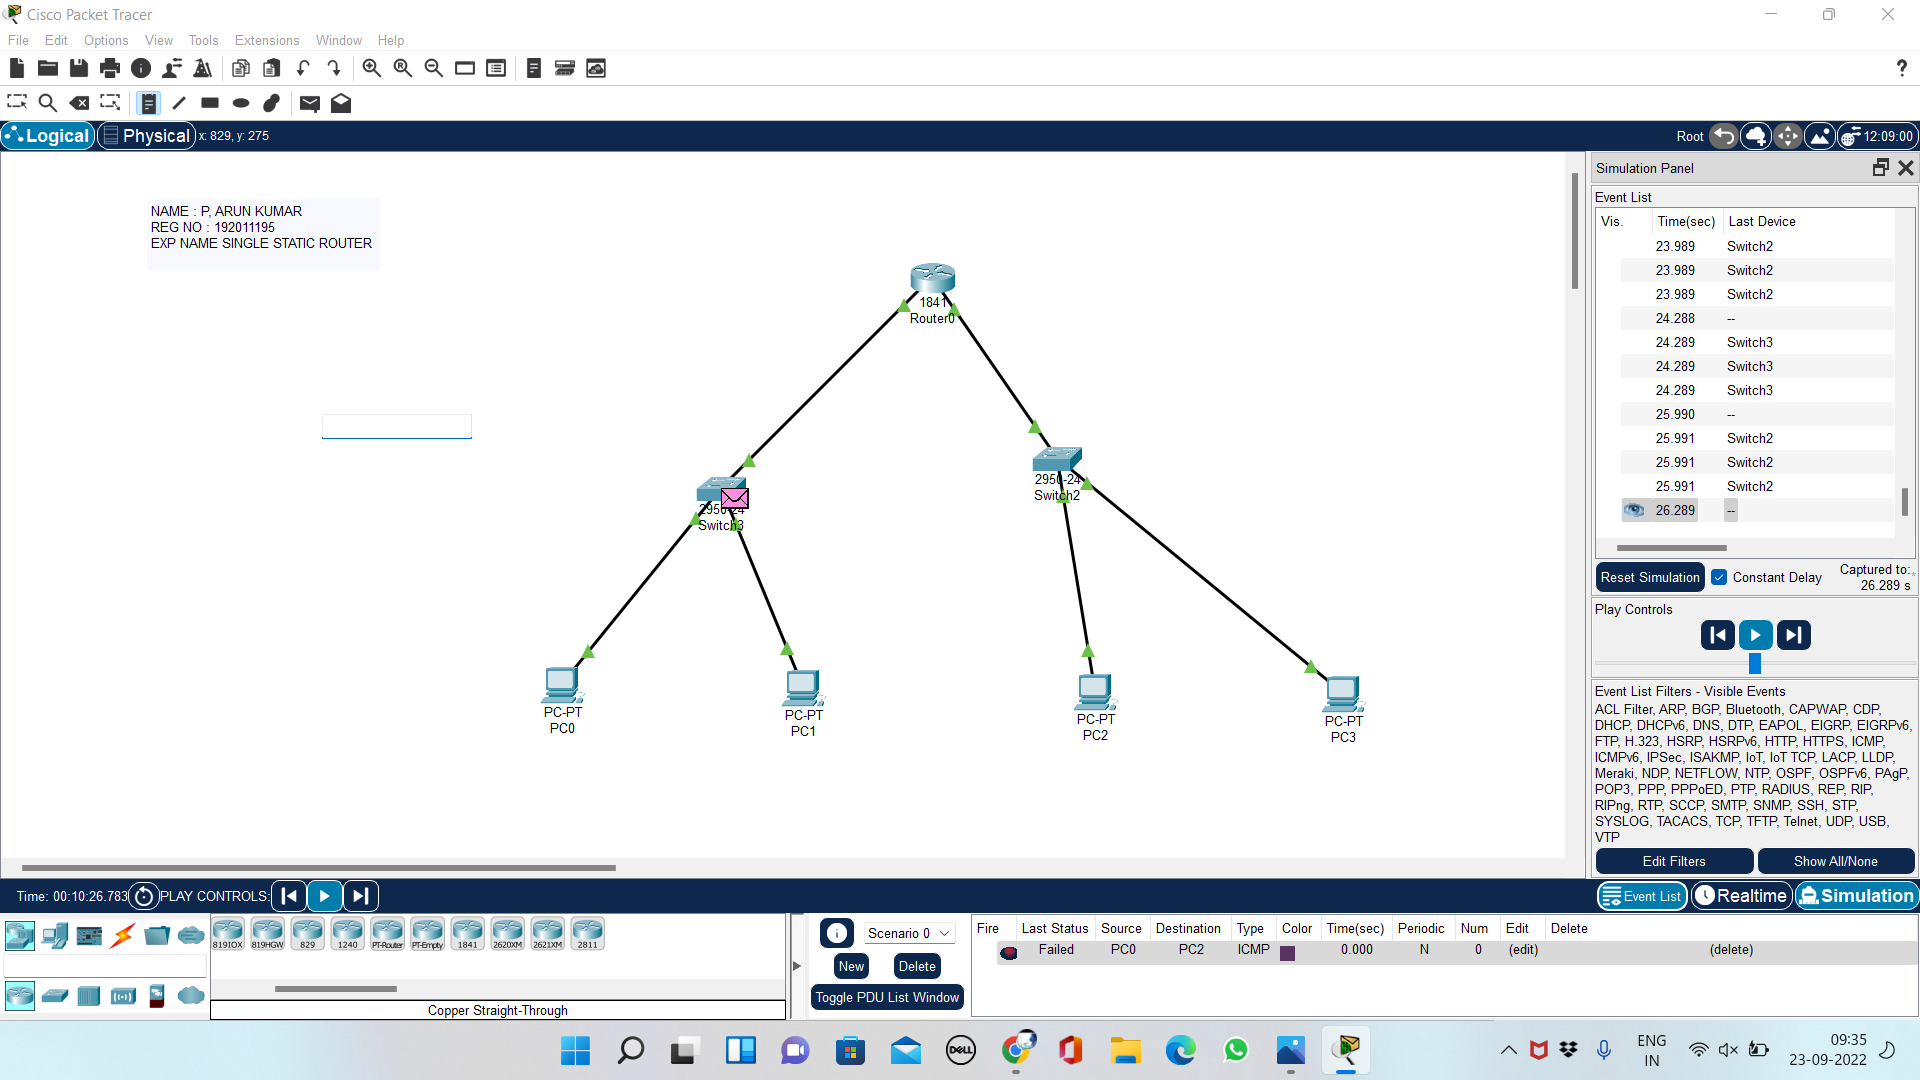 Cisco Packet Tracer
File Edit Options View Tools Extensions Window Help
?
Logical Physical x: 829, y: 275 Root 12:09:00
NAME : P, ARUN KUMAR
REG NO : 192011195
EXP NAME SINGLE STATIC ROUTER
1841
Router0
2950-24
Switch3
2950-24
Switch2
PC-PT
PC0
PC-PT
PC1
PC-PT
PC2
PC-PT
PC3
Simulation Panel
Event List
Vis. Time(sec) Last Device
23.989 Switch2
23.989 Switch2
23.989 Switch2
24.288 --
24.289 Switch3
24.289 Switch3
24.289 Switch3
25.990 --
25.991 Switch2
25.991 Switch2
25.991 Switch2
26.289 --
Reset Simulation Constant Delay Captured to:
26.289 s
Play Controls
Event List Filters - Visible Events
ACL Filter, ARP, BGP, Bluetooth, CAPWAP, CDP,
DHCP, DHCPv6, DNS, DTP, EAPOL, EIGRP, EIGRPv6,
FTP, H.323, HSRP, HSRPv6, HTTP, HTTPS, ICMP,
ICMPv6, IPSec, ISAKMP, IoT, IoT TCP, LACP, LLDP,
Meraki, NDP, NETFLOW, NTP, OSPF, OSPFv6, PAgP,
POP3, PPP, PPPoED, PTP, RADIUS, REP, RIP,
RIPng, RTP, SCCP, SMTP, SNMP, SSH, STP,
SYSLOG, TACACS, TCP, TFTP, Telnet, UDP, USB,
VTP
Edit Filters Show All/None
Time: 00:10:26.783 PLAY CONTROLS: Event List Realtime Simulation
819IOX 819HGW 829 1240 PT-Router PT-Empty 1841 2620XM 2621XM 2811
Copper Straight-Through
Scenario 0
New Delete
Toggle PDU List Window
Fire Last Status Source Destination Type Color Time(sec) Periodic Num Edit Delete
Failed PC0 PC2 ICMP 0.000 N 0 (edit) (delete)
DELL
ENG
IN
09:35
23-09-2022